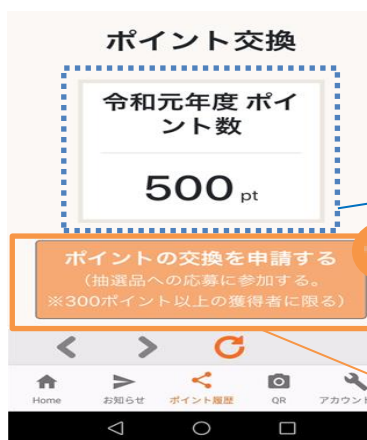 ポイント交換
令和元年度 ポイ
ント数
500 pt
ポイントの交換を申請する
(抽選品への応募に参加する。
※300ポイント以上の獲得者に限る)
Home お知らせ ポイント履歴 QR アカウント